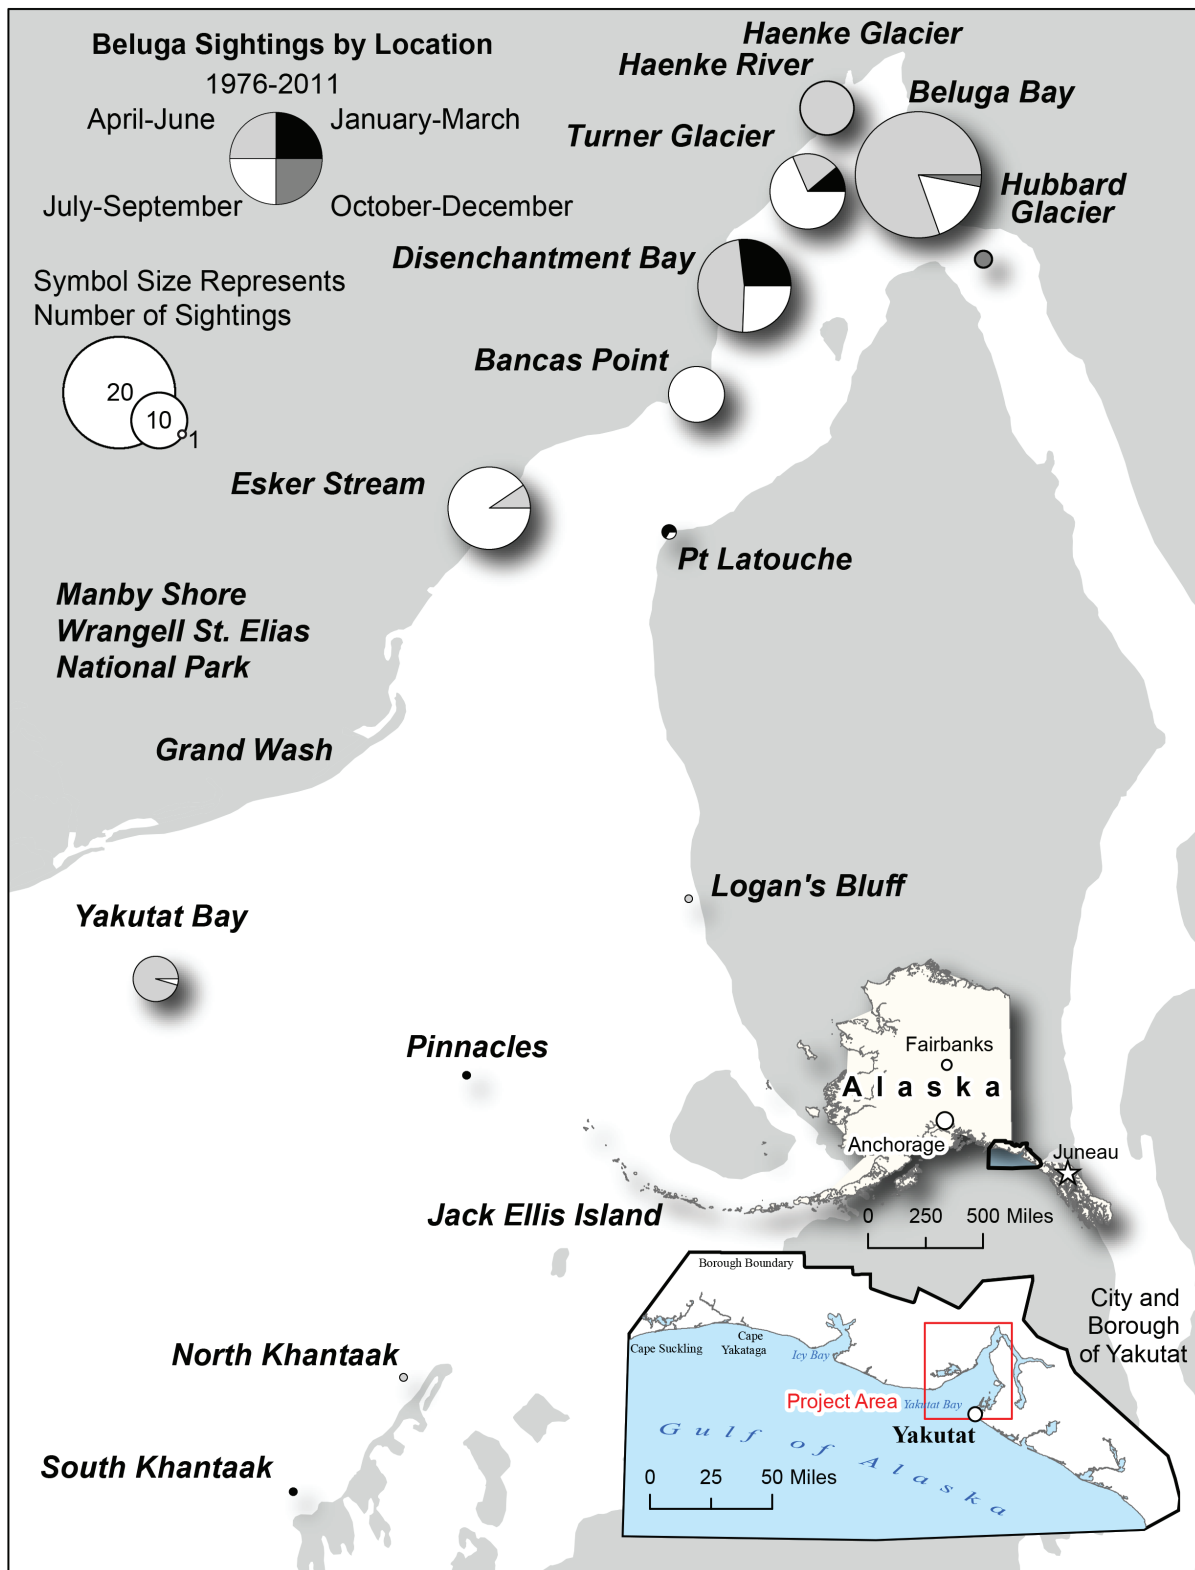 Beluga Sightings by Location
1976-2011
April-June
January-March
July-September
October-December
Symbol Size Represents
Number of Sightings
20
10
1
Haenke Glacier
Haenke River
Beluga Bay
Turner Glacier
Hubbard
Glacier
Disenchantment Bay
Bancas Point
Esker Stream
Pt Latouche
Manby Shore
Wrangell St. Elias
National Park
Grand Wash
Logan's Bluff
Yakutat Bay
Pinnacles
Fairbanks
Alaska
Anchorage
Juneau
Jack Ellis Island
0 250 500 Miles
Borough Boundary
City and
Borough
of Yakutat
Cape Suckling
Cape
Yakataga
Icy Bay
Project Area
Yakutat Bay
Yakutat
Gulf of Alaska
0 25 50 Miles
North Khantaak
South Khantaak